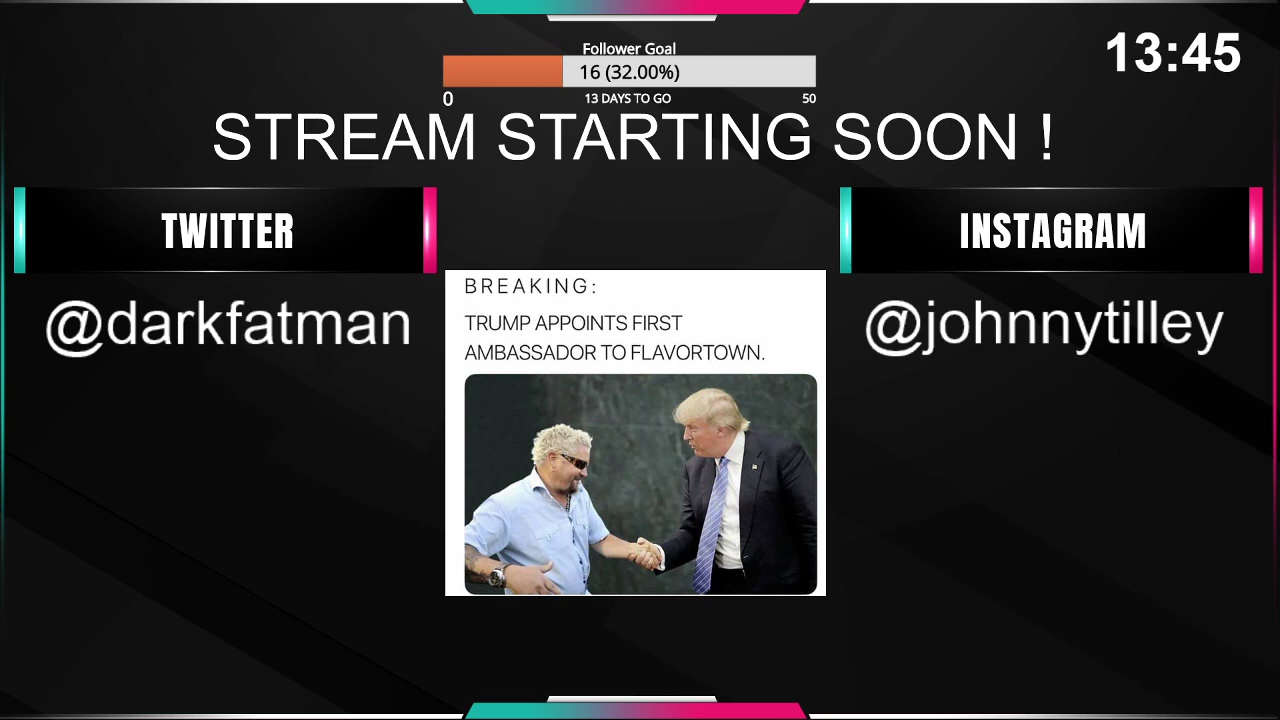 Follower Goal
13:45
16 (32.00%)
0
13 DAYS TO GO
50
STREAM STARTING SOON !
TWITTER
INSTAGRAM
@darkfatman
@johnnytilley
BREAKING:
TRUMP APPOINTS FIRST
AMBASSADOR TO FLAVORTOWN.